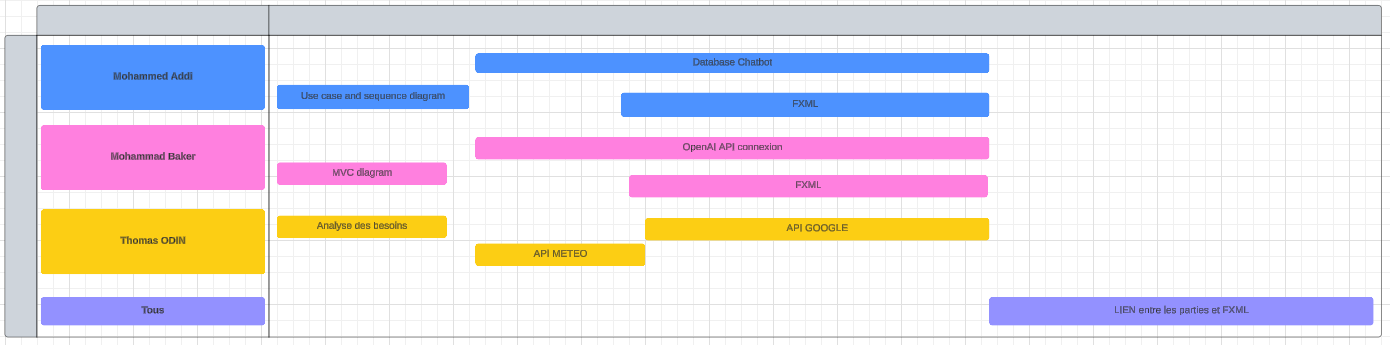 Mohammed Addi
Database Chatbot
Use case and sequence diagram
FXML
Mohammad Baker
OpenAI API connexion
MVC diagram
FXML
Thomas ODIN
Analyse des besoins
API GOOGLE
API METEO
Tous
LIEN entre les parties et FXML